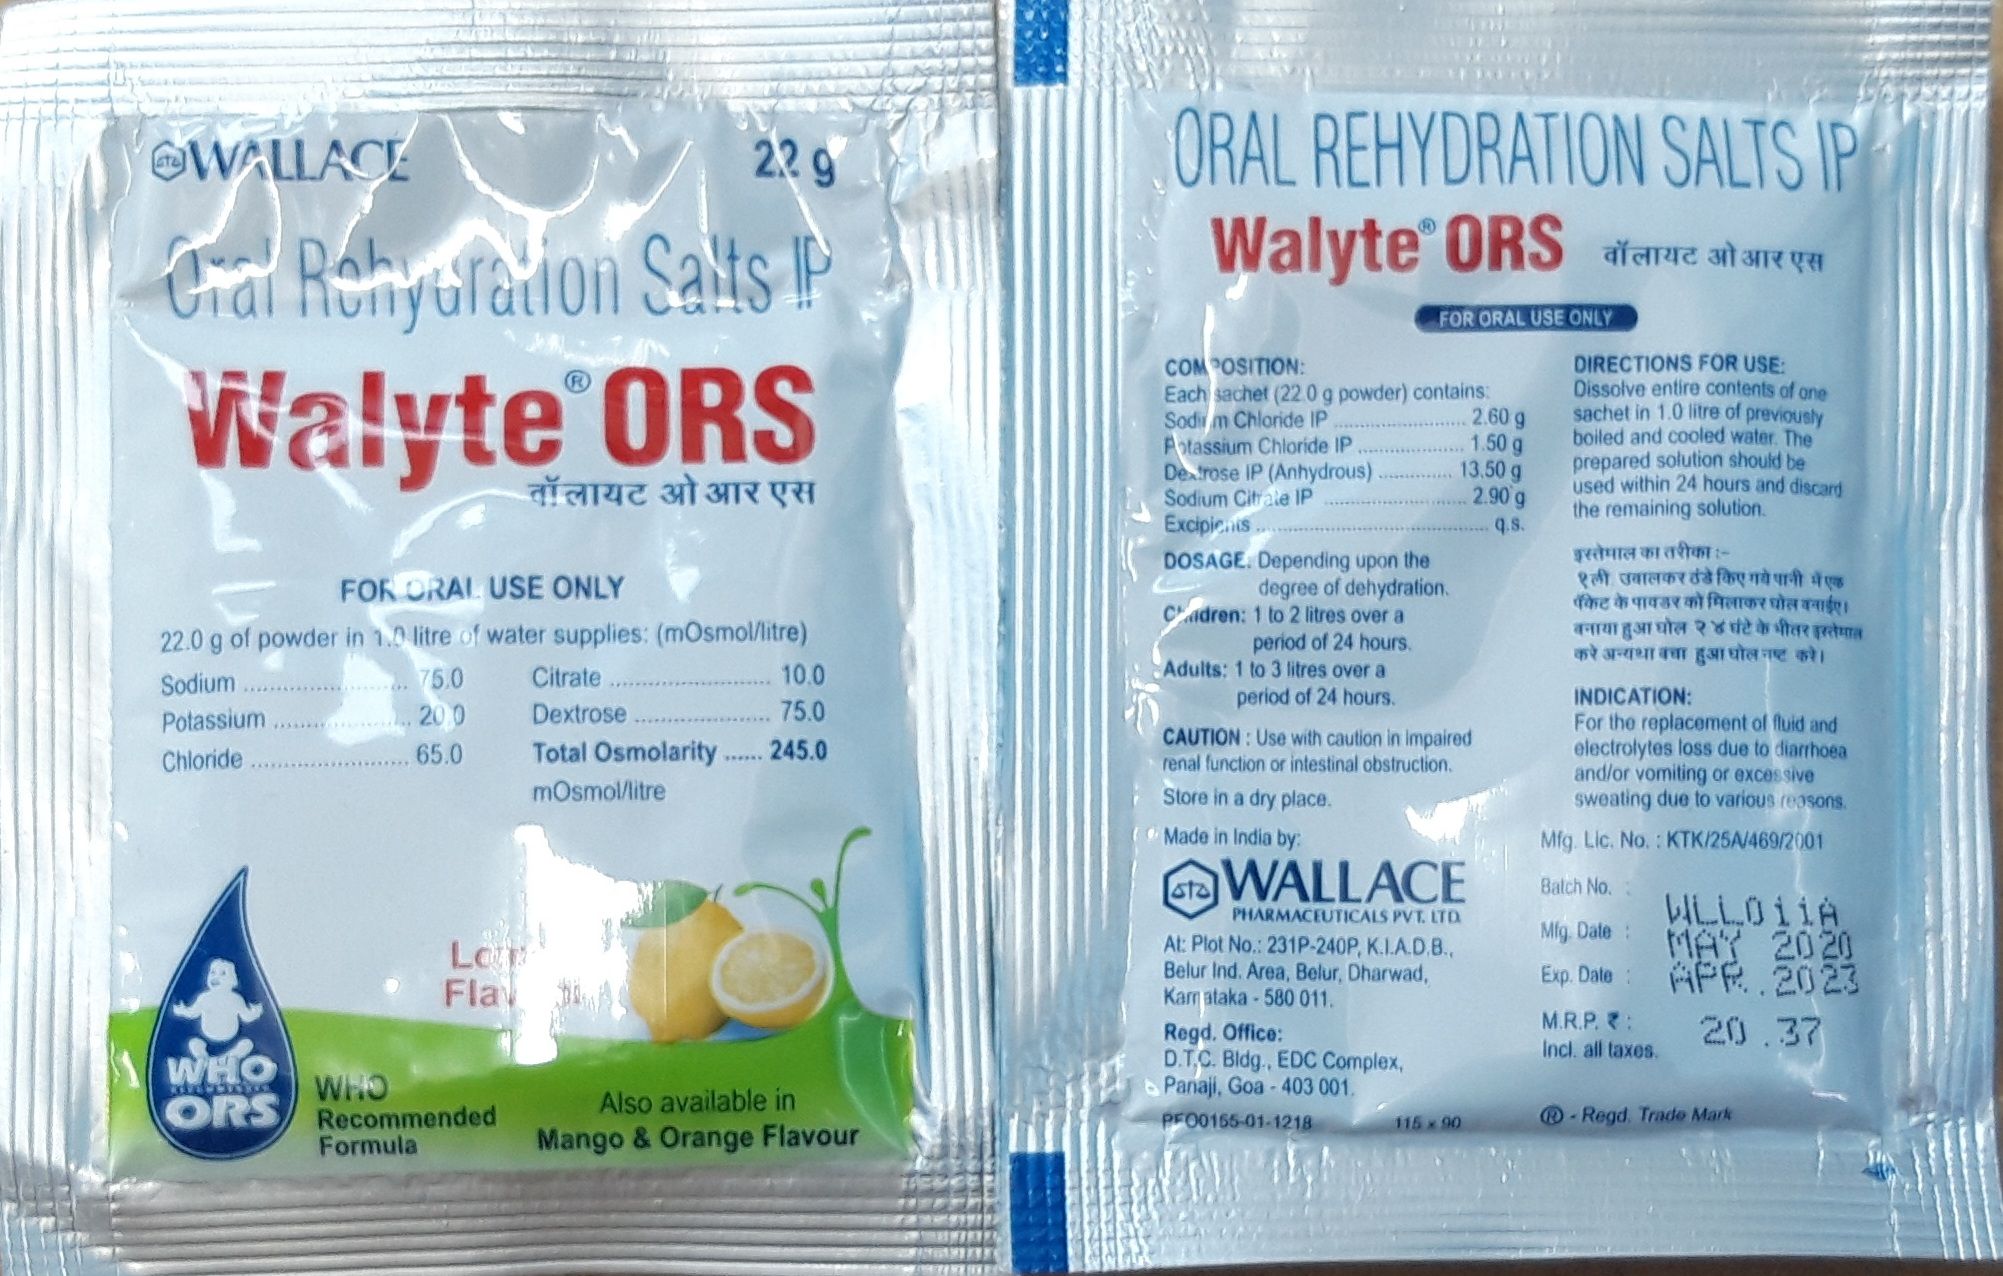 WALLACE
22 g
Oral Rehydration Salts IP
Walyte® ORS
वॉलायट ओ आर एस
FOR ORAL USE ONLY
22.0 g of powder in 1.0 litre of water supplies: (mOsmol/litre)
Sodium .................... 75.0
Potassium ................. 20.0
Chloride ....................... 65.0
Citrate ....................... 10.0
Dextrose .................... 75.0
Total Osmolarity ...... 245.0
mOsmol/litre
WHO
RECOMMENDED
ORS
WHO
Recommended
Formula
Also available in
Mango & Orange Flavour
ORAL REHYDRATION SALTS IP
Walyte® ORS वॉलायट ओ आर एस
FOR ORAL USE ONLY
COMPOSITION:
Each sachet (22.0 g powder) contains:
Sodium Chloride IP .......................... 2.60 g
Potassium Chloride IP ..................... 1.50 g
Dextrose IP (Anhydrous) .............. 13.50 g
Sodium Citrate IP ............................ 2.90 g
Excipients .............................................. q.s.
DOSAGE: Depending upon the
degree of dehydration.
Children: 1 to 2 litres over a
period of 24 hours.
Adults: 1 to 3 litres over a
period of 24 hours.
CAUTION : Use with caution in impaired
renal function or intestinal obstruction.
Store in a dry place.
Made in India by:
WALLACE
PHARMACEUTICALS PVT. LTD.
At: Plot No.: 231P-240P, K.I.A.D.B.,
Belur Ind. Area, Belur, Dharwad,
Karnataka - 580 011.
Regd. Office:
D.T.C. Bldg., EDC Complex,
Panaji, Goa - 403 001.
PFO0155-01-1218
115 x 90
DIRECTIONS FOR USE:
Dissolve entire contents of one
sachet in 1.0 litre of previously
boiled and cooled water. The
prepared solution should be
used within 24 hours and discard
the remaining solution.
इस्तेमाल का तरीका :-
१ ली. उबालकर ठंडे किए गये पानी में एक
पॅकेट के पावडर को मिलाकर घोल बनाईए।
बनाया हुआ घोल २४ घंटे के भीतर इस्तेमाल
करे अन्यथा बचा हुआ घोल नष्ट करे।
INDICATION:
For the replacement of fluid and
electrolytes loss due to diarrhoea
and/or vomiting or excessive
sweating due to various reasons.
Mfg. Lic. No. : KTK/25A/469/2001
Batch No. : WLL011A
Mfg. Date : MAY 2020
Exp. Date : APR.2023
M.R.P. ₹ : 20.37
Incl. all taxes.
® - Regd. Trade Mark